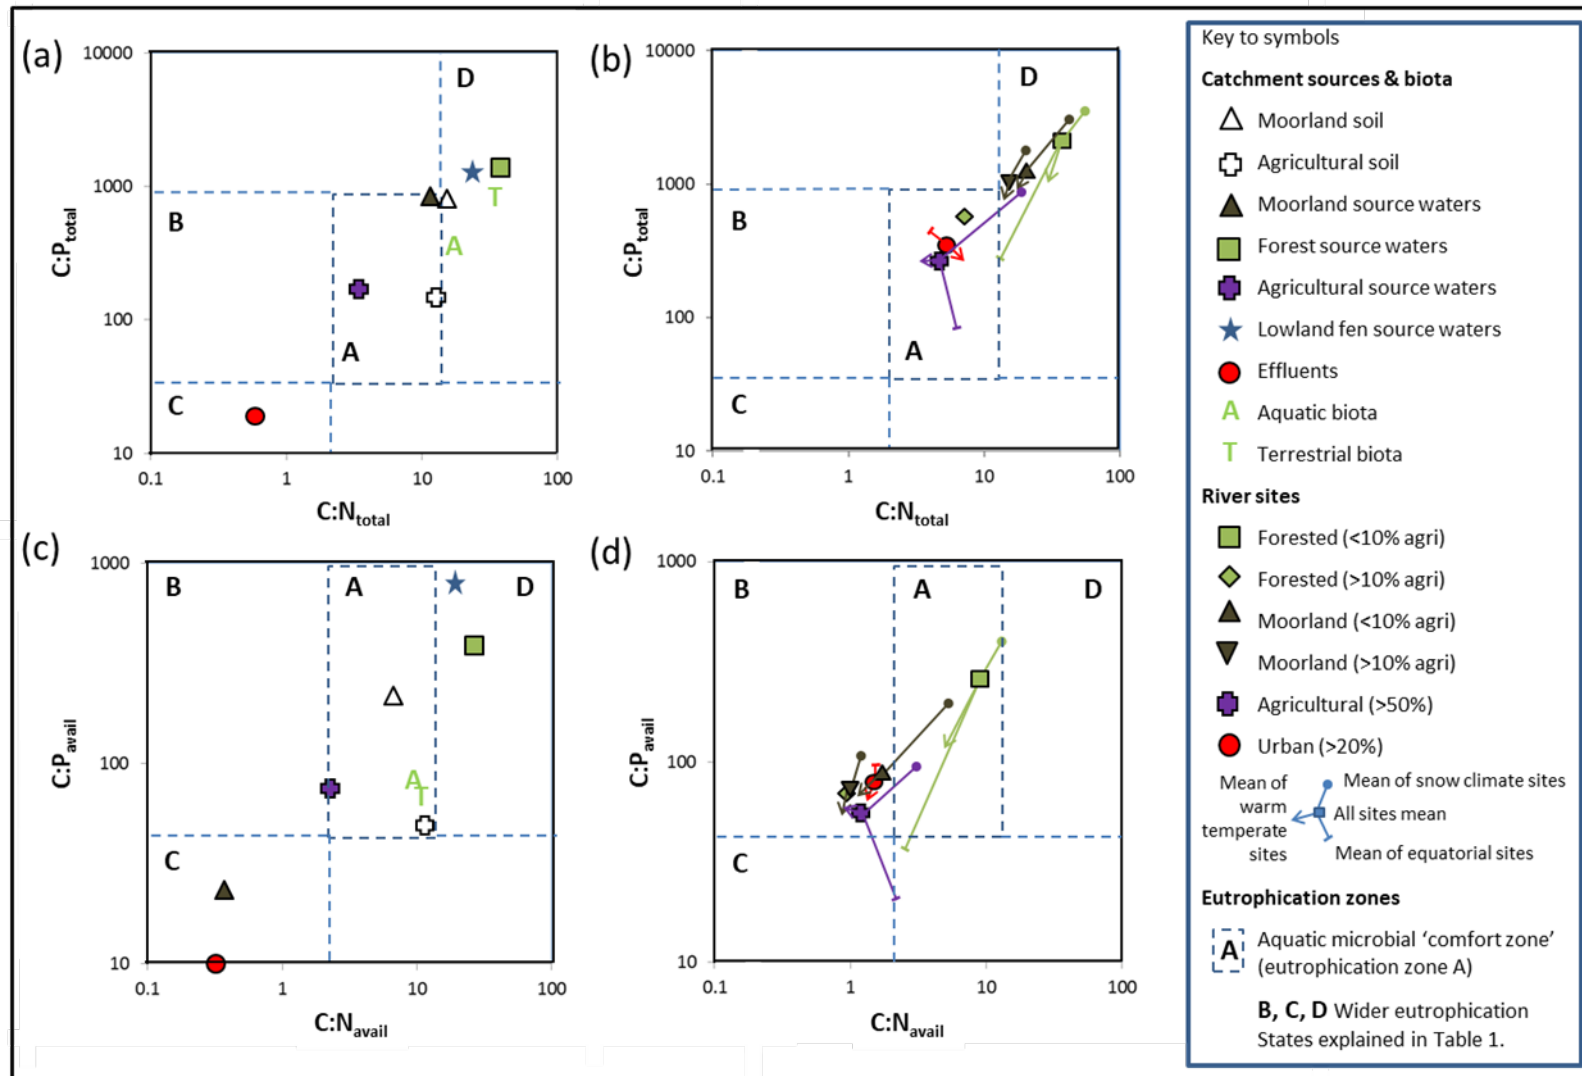 (a)
10000
1000
100
10
0.1
1
10
100
C:P total
C:N total
D
B
A
C
T
A
(b)
10000
1000
100
10
0.1
1
10
100
C:P total
C:N total
D
B
A
C
(c)
1000
100
10
0.1
1
10
100
C:P avail
C:N avail
B
A
D
C
A
T
(d)
1000
100
10
0.1
1
10
100
C:P avail
C:N avail
B
A
D
C
Key to symbols
Catchment sources & biota
Moorland soil
Agricultural soil
Moorland source waters
Forest source waters
Agricultural source waters
Lowland fen source waters
Effluents
A Aquatic biota
T Terrestrial biota
River sites
Forested (<10% agri)
Forested (>10% agri)
Moorland (<10% agri)
Moorland (>10% agri)
Agricultural (>50%)
Urban (>20%)
Mean of
warm
temperate
sites
Mean of snow climate sites
All sites mean
Mean of equatorial sites
Eutrophication zones
A
Aquatic microbial ‘comfort zone’
(eutrophication zone A)
B, C, D Wider eutrophication
States explained in Table 1.